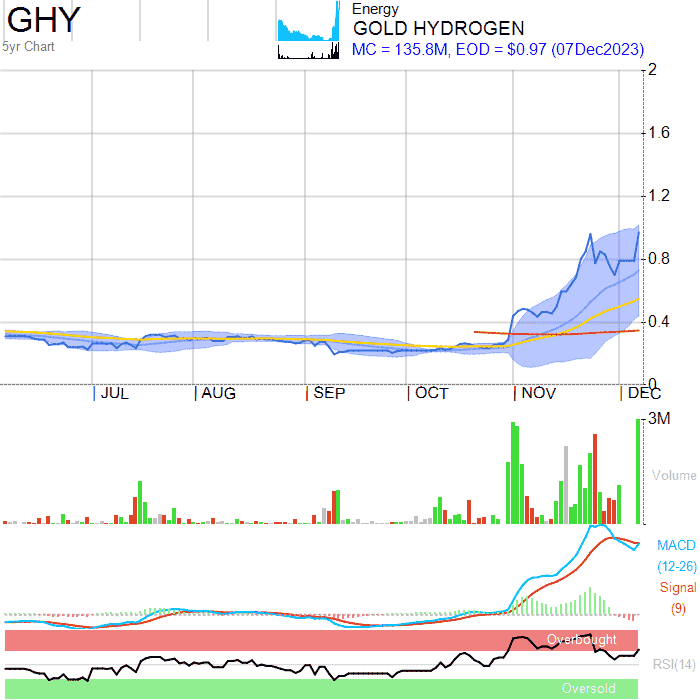 GHY
5yr Chart
Energy
GOLD HYDROGEN
MC = 135.8M, EOD = $0.97 (07Dec2023)
2
1.6
1.2
0.8
0.4
0
JUL AUG SEP OCT NOV DEC
3M
Volume
MACD
(12-26)
Signal
(9)
Overbought
RSI(14)
Oversold